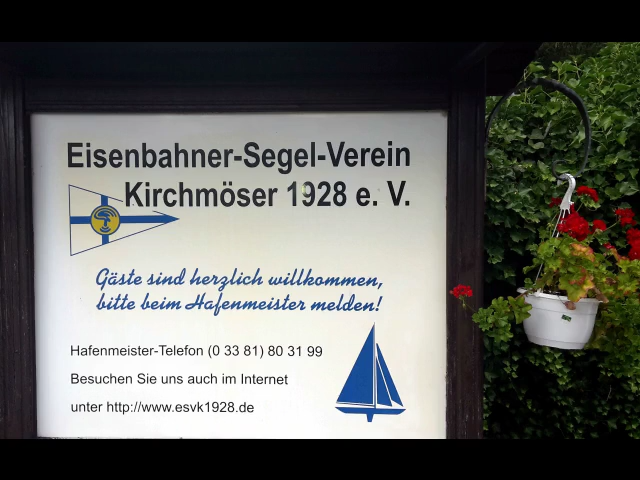 Eisenbahner-Segel-Verein
Kirchmöser 1928 e. V.
Gäste sind herzlich willkommen,
bitte beim Hafenmeister melden!
Hafenmeister-Telefon (0 33 81) 80 31 99
Besuchen Sie uns auch im Internet
unter http://www.esvk1928.de